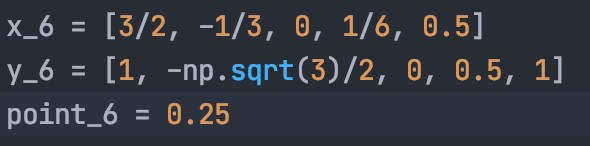 x_6 = [3/2, -1/3, 0, 1/6, 0.5]
y_6 = [1, -np.sqrt(3)/2, 0, 0.5, 1]
point_6 = 0.25